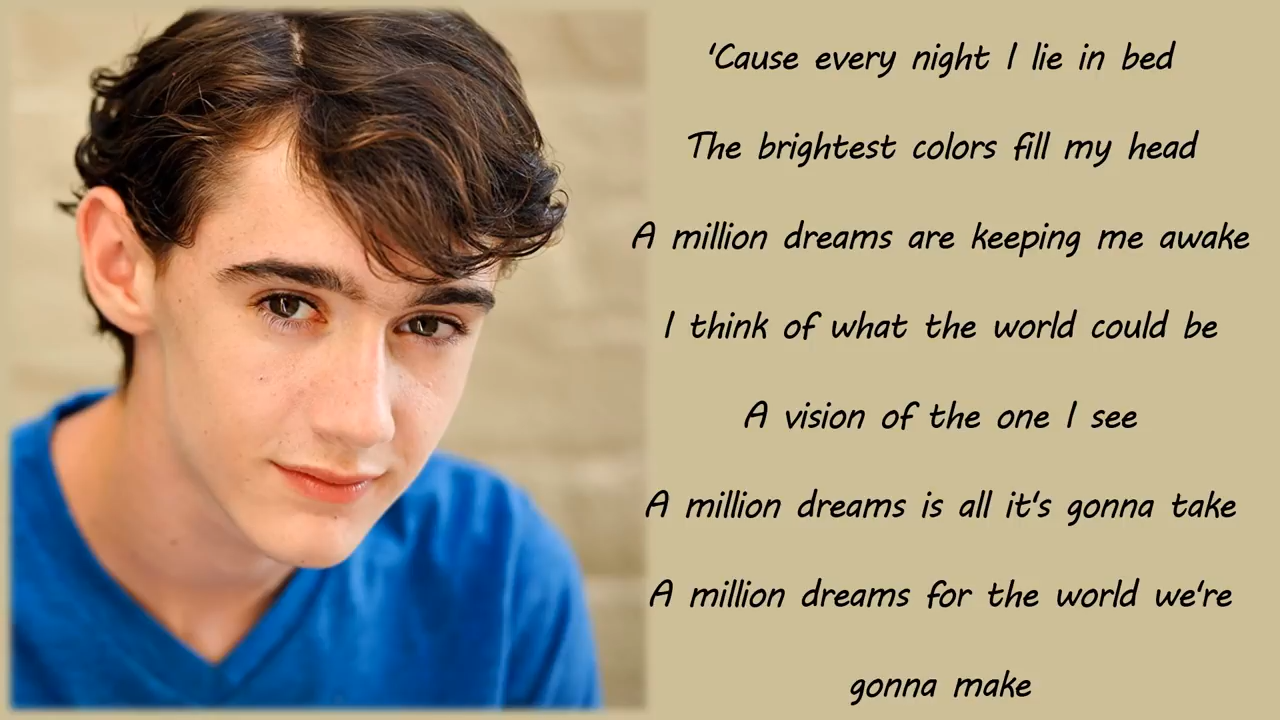 'Cause every night I lie in bed
The brightest colors fill my head
A million dreams are keeping me awake
I think of what the world could be
A vision of the one I see
A million dreams is all it's gonna take
A million dreams for the world we're
gonna make